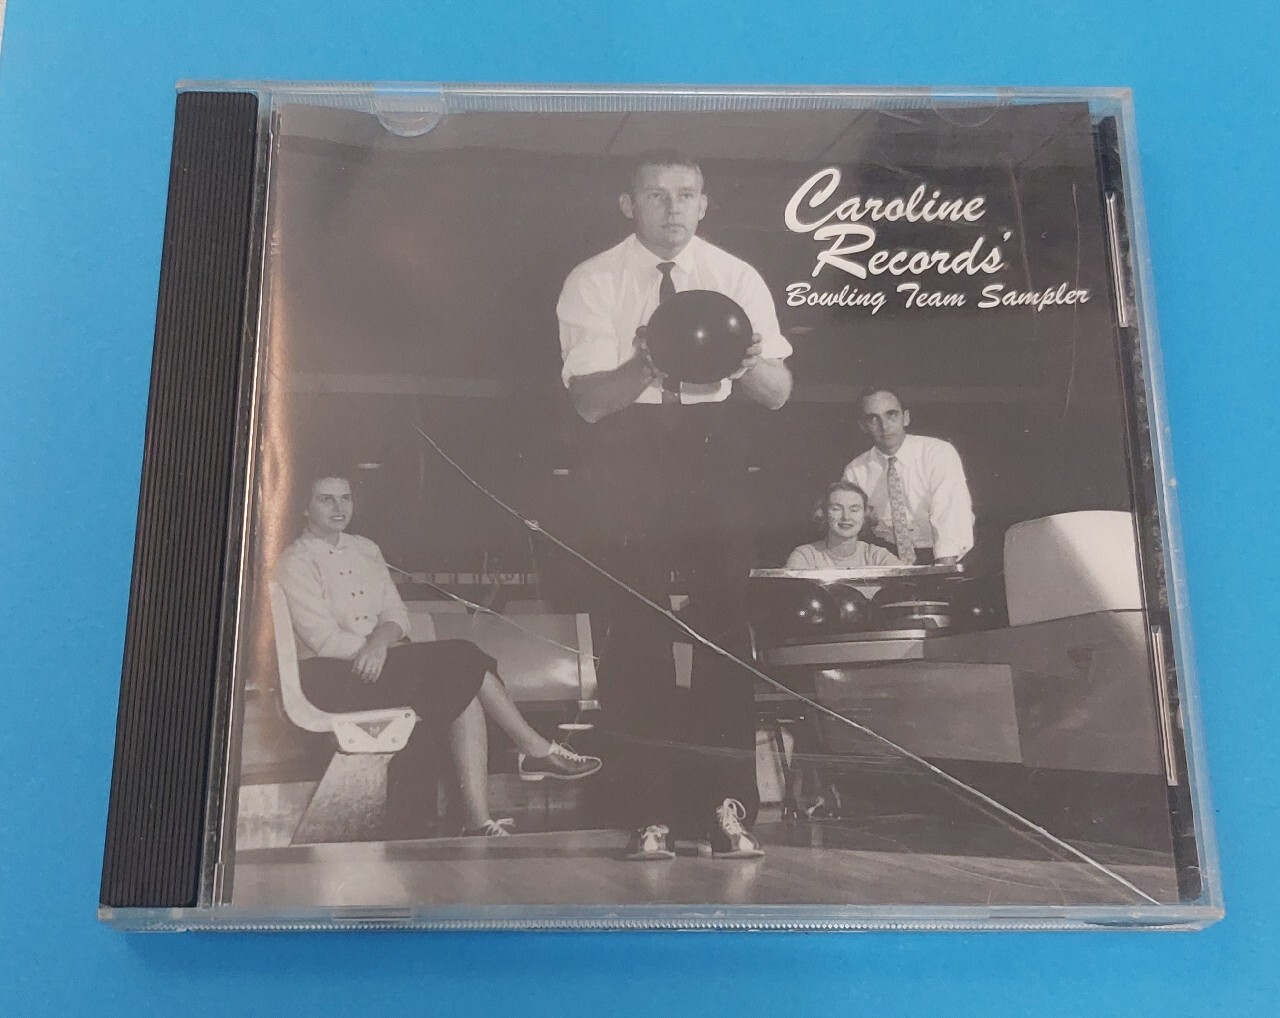 Caroline
Records'
Bowling Team Sampler